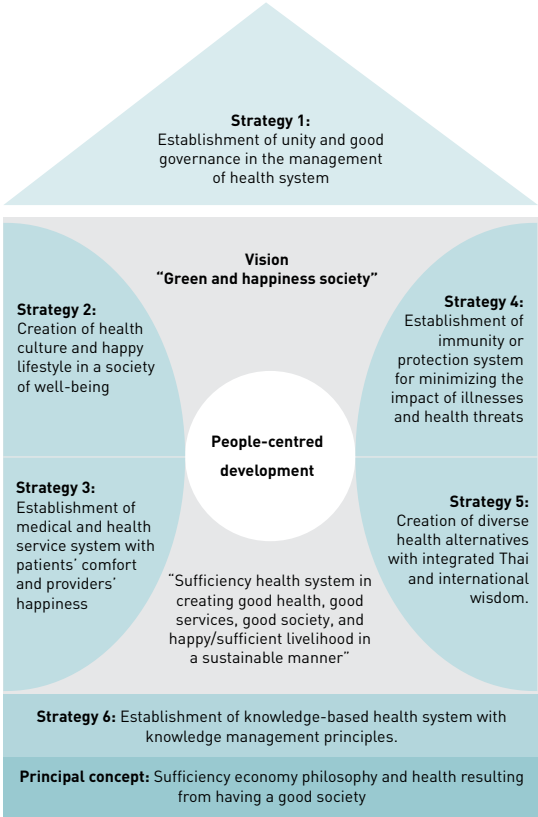 Strategy 1:
Establishment of unity and good
governance in the management
of health system
Vision
“Green and happiness society”
Strategy 2:
Creation of health
culture and happy
lifestyle in a society
of well-being
Strategy 4:
Establishment of
immunity or
protection system
for minimizing the
impact of illnesses
and health threats
People-centred
development
Strategy 3:
Establishment of
medical and health
service system with
patients’ comfort
and providers’
happiness
Strategy 5:
Creation of diverse
health alternatives
with integrated Thai
and international
wisdom.
“Sufficiency health system in
creating good health, good
services, good society, and
happy/sufficient livelihood in
a sustainable manner”
Strategy 6: Establishment of knowledge-based health system with
knowledge management principles.
Principal concept: Sufficiency economy philosophy and health resulting
from having a good society